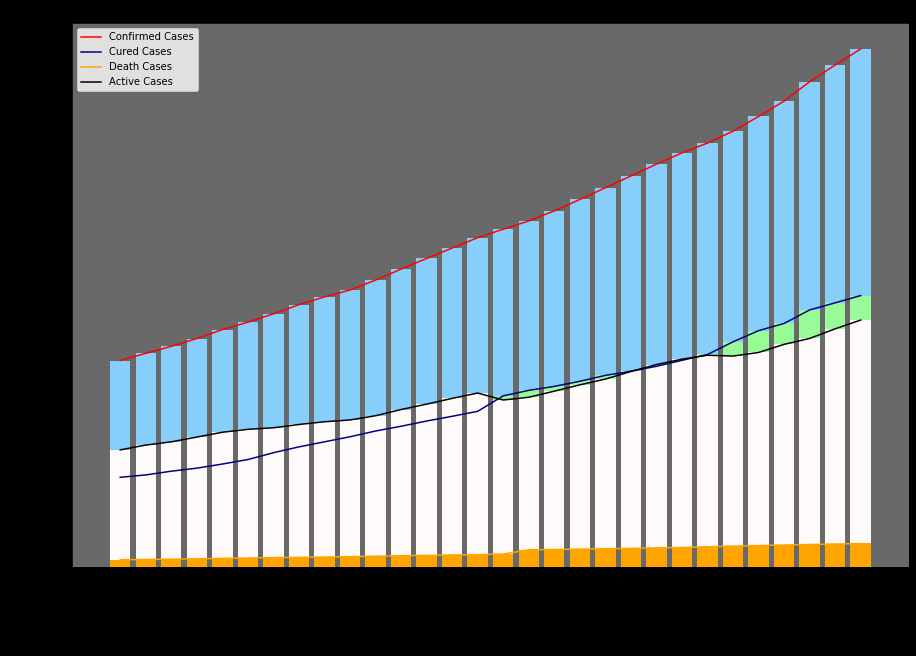 Confirmed Cases
Cured Cases
Death Cases
Active Cases